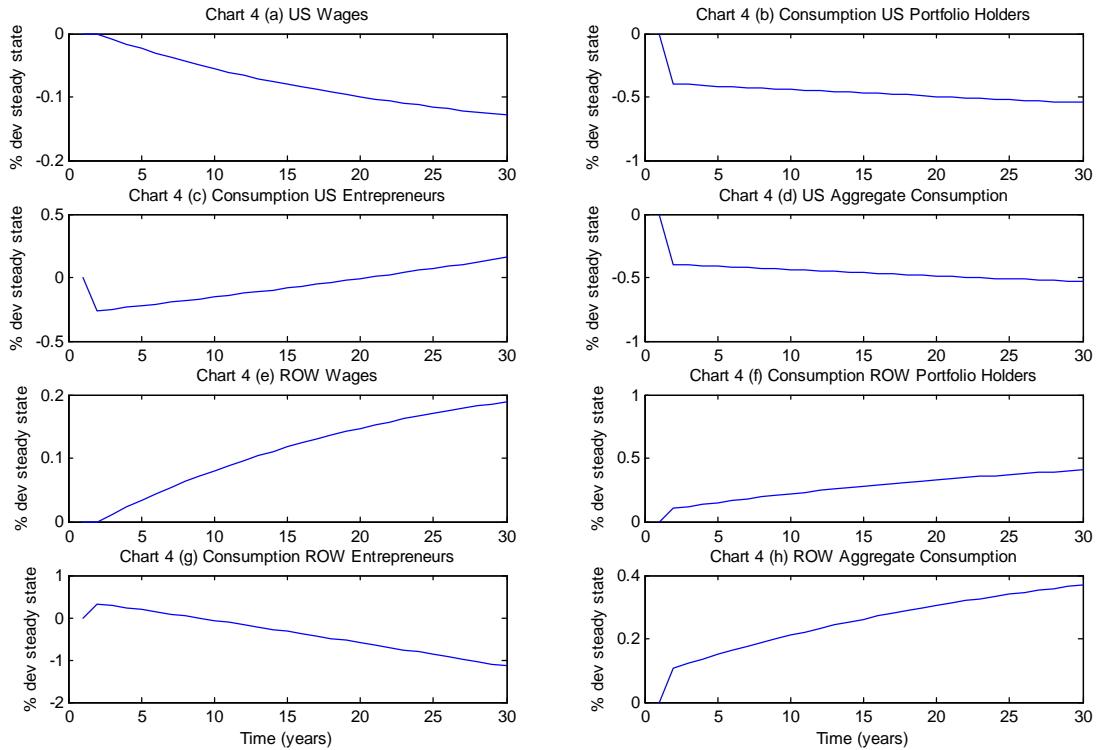 Chart 4 (a) US Wages
% dev steady state
0
-0.1
-0.2
0 5 10 15 20 25 30
Chart 4 (b) Consumption US Portfolio Holders
% dev steady state
0
-0.5
-1
0 5 10 15 20 25 30
Chart 4 (c) Consumption US Entrepreneurs
% dev steady state
0.5
0
-0.5
0 5 10 15 20 25 30
Chart 4 (d) US Aggregate Consumption
% dev steady state
0
-0.5
-1
0 5 10 15 20 25 30
Chart 4 (e) ROW Wages
% dev steady state
0.2
0.1
0
0 5 10 15 20 25 30
Chart 4 (f) Consumption ROW Portfolio Holders
% dev steady state
1
0.5
0
0 5 10 15 20 25 30
Chart 4 (g) Consumption ROW Entrepreneurs
% dev steady state
1
0
-1
-2
0 5 10 15 20 25 30
Time (years)
Chart 4 (h) ROW Aggregate Consumption
% dev steady state
0.4
0.2
0
0 5 10 15 20 25 30
Time (years)